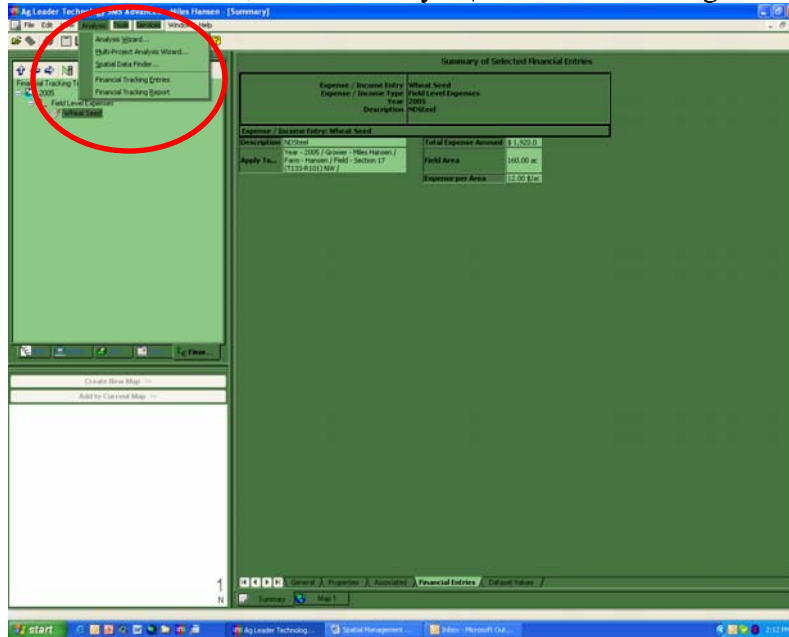 Ag Leader Technology SMS Advanced - Miles Hansen - [Summary]
File Edit Analysis Tools Services Window Help
Analysis Wizard...
Multi-Project Analysis Wizard...
Spatial Data Finder...
Financial Tracking Entries
Financial Tracking Report
2005
Field Level Expenses
Wheat Seed
Finan...
Create New Map
Add to Current Map
Summary of Selected Financial Entries
Expense / Income Entry Wheat Seed
Expense / Income Type Field Level Expenses
Year 2005
Description NDSteel
Expense / Income Entry: Wheat Seed
Description NDSteel Total Expense Amount $ 1,920.0
Apply To... Year - 2005 / Grower - Miles Hansen / Field Area 160.00 ac
Farm - Hansen / Field - Section 17
(T133-R101) NW /
Expense per Area 12.00 $/ac
1
N
General Properties Associated Financial Entries Dataset Values
Summary Map 1
start Ag Leader Technolog... Spatial Management ... Inbox - Microsoft Out... 2:12 PM